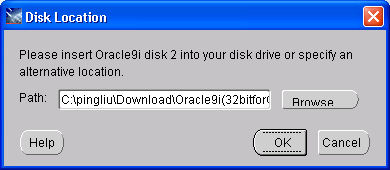 Disk Location
Please insert Oracle9i disk 2 into your disk drive or specify an
alternative location.
Path: C:\pingliu\Download\Oracle9i(32bitfor Browse
Help OK Cancel